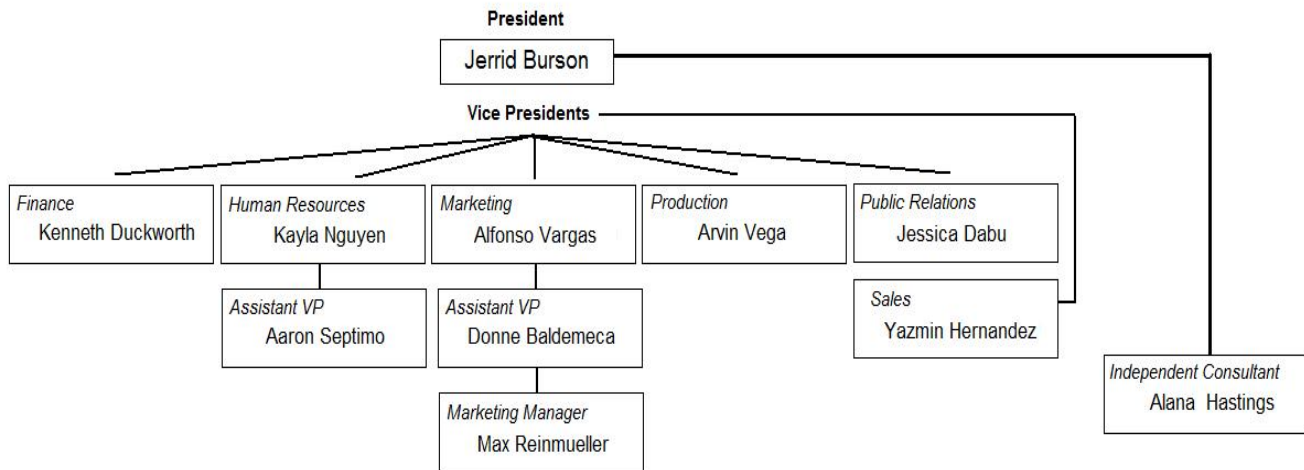 President
Jerrid Burson
Vice Presidents
Finance
Kenneth Duckworth
Human Resources
Kayla Nguyen
Marketing
Alfonso Vargas
Production
Arvin Vega
Public Relations
Jessica Dabu
Assistant VP
Aaron Septimo
Assistant VP
Donne Baldemeca
Sales
Yazmin Hernandez
Independent Consultant
Alana Hastings
Marketing Manager
Max Reinmueller